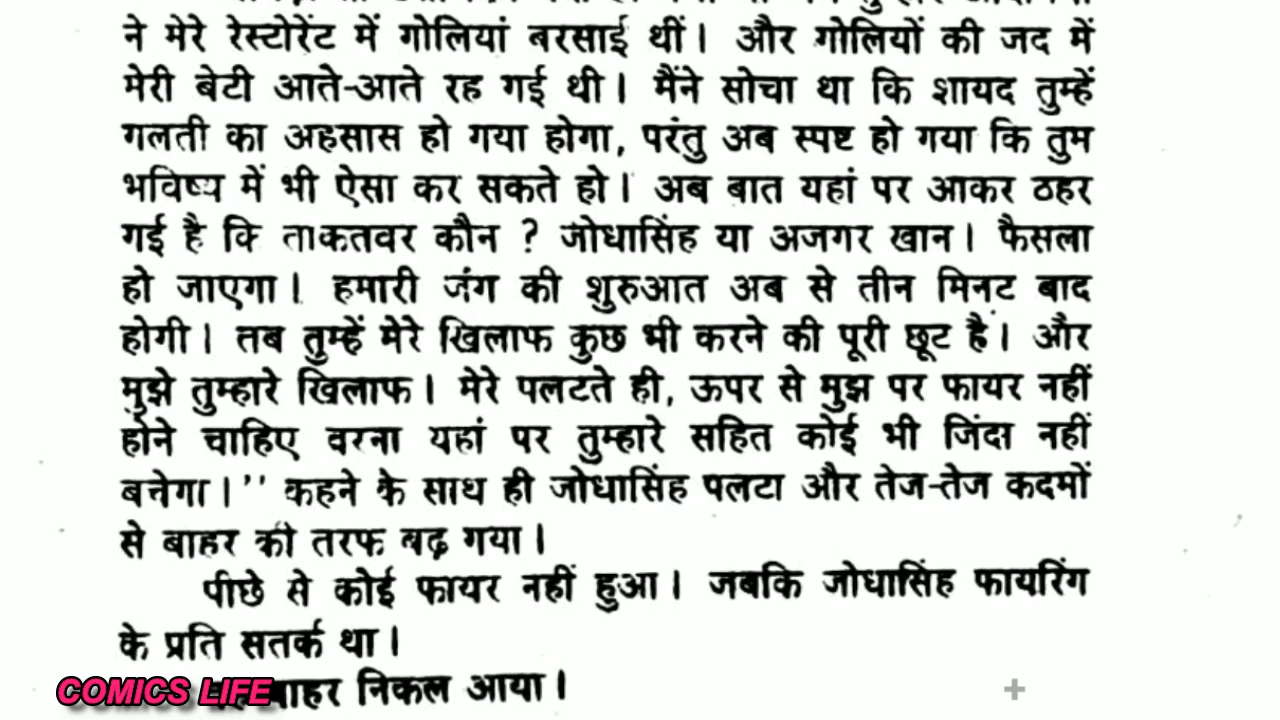 ने मेरे रेस्टोरेंट में गोलियां बरसाई थीं। और गोलियों की जद में
मेरी बेटी आते-आते रह गई थी। मैंने सोचा था कि शायद तुम्हें
गलती का अहसास हो गया होगा, परंतु अब स्पष्ट हो गया कि तुम
भविष्य में भी ऐसा कर सकते हो। अब बात यहां पर आकर ठहर
गई है कि ताकतवर कौन ? जोधासिंह या अजगर खान। फैसला
हो जाएगा। हमारी जंग की शुरुआत अब से तीन मिनट बाद
होगी। तब तुम्हें मेरे खिलाफ कुछ भी करने की पूरी छूट है। और
मुझे तुम्हारे खिलाफ। मेरे पलटते ही, ऊपर से मुझ पर फायर नहीं
होने चाहिए वरना यहां पर तुम्हारे सहित कोई भी जिंदा नहीं
बचेगा।’’ कहने के साथ ही जोधासिंह पलटा और तेज-तेज कदमों
से बाहर की तरफ बढ़ गया।
पीछे से कोई फायर नहीं हुआ। जबकि जोधासिंह फायरिंग
के प्रति सतर्क था।
बाहर निकल आया।
COMICS LIFE